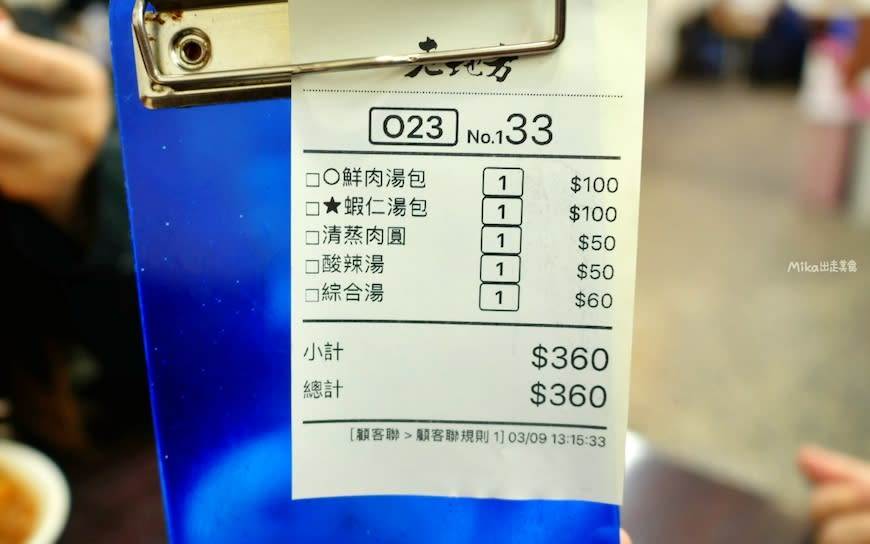 老地方
O23 No.133
□○鮮肉湯包 1 $100
□★蝦仁湯包 1 $100
□清蒸肉圓 1 $50
□酸辣湯 1 $50
□綜合湯 1 $60
小計 $360
總計 $360
[顧客聯 > 顧客聯規則 1] 03/09 13:15:33
Mika出走美食